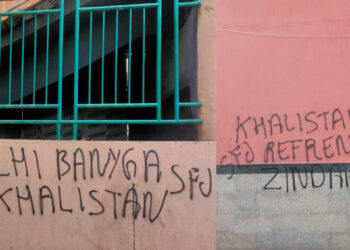 LHI BANYGA
KHALISTAN
SFJ
KHALISTA
SFJ REFREN
ZINDA